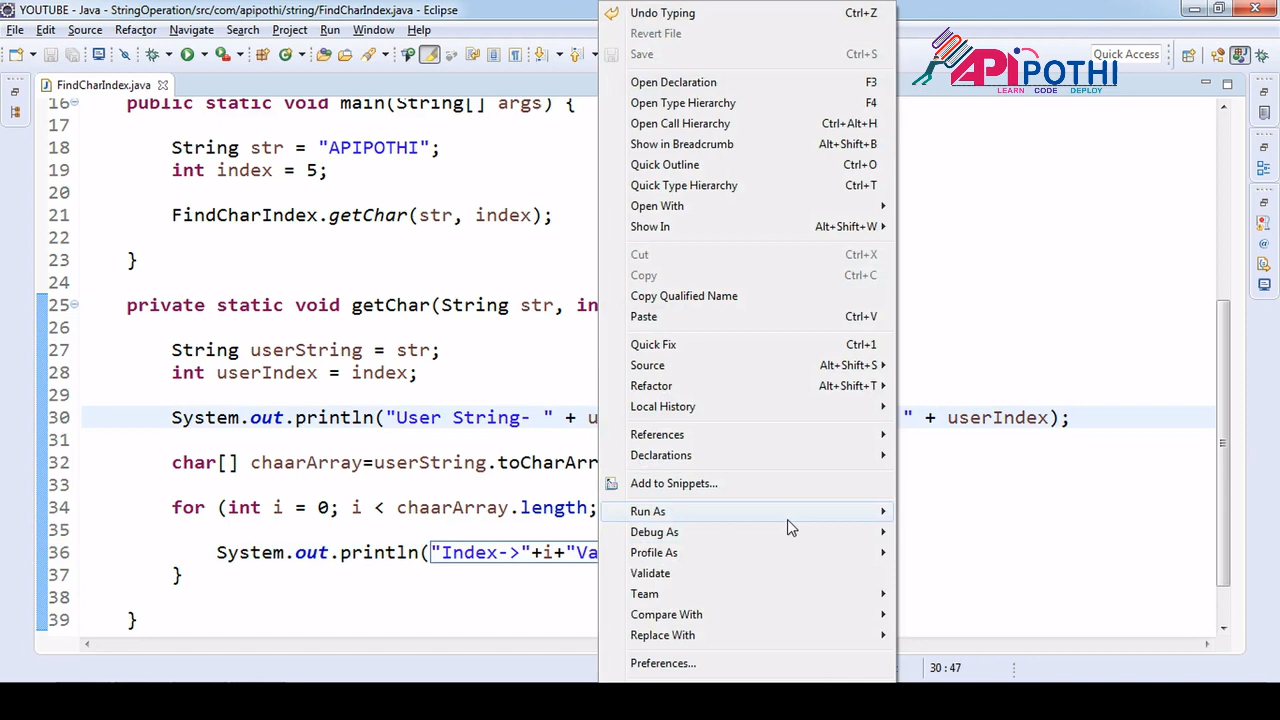 YOUTUBE - Java - StringOperation/src/com/apipothi/string/FindCharIndex.java - Eclipse
File Edit Source Refactor Navigate Search Project Run Window Help
Quick Access
APIPOTHI
LEARN CODE DEPLOY
FindCharIndex.java
16 public static void main(String[] args) {
17
18 String str = "APIPOTHI";
19 int index = 5;
20
21 FindCharIndex.getChar(str, index);
22
23 }
24
25 private static void getChar(String str, in
26
27 String userString = str;
28 int userIndex = index;
29
30 System.out.println("User String- " + u " + userIndex);
31
32 char[] chaarArray=userString.toCharArr
33
34 for (int i = 0; i < chaarArray.length;
35
36 System.out.println("Index->"+i+"Va
37 }
38
39 }
Undo Typing Ctrl+Z
Revert File
Save Ctrl+S
Open Declaration F3
Open Type Hierarchy F4
Open Call Hierarchy Ctrl+Alt+H
Show in Breadcrumb Alt+Shift+B
Quick Outline Ctrl+O
Quick Type Hierarchy Ctrl+T
Open With
Show In Alt+Shift+W
Cut Ctrl+X
Copy Ctrl+C
Copy Qualified Name
Paste Ctrl+V
Quick Fix Ctrl+1
Source Alt+Shift+S
Refactor Alt+Shift+T
Local History
References
Declarations
Add to Snippets...
Run As
Debug As
Profile As
Validate
Team
Compare With
Replace With
Preferences...
30:47